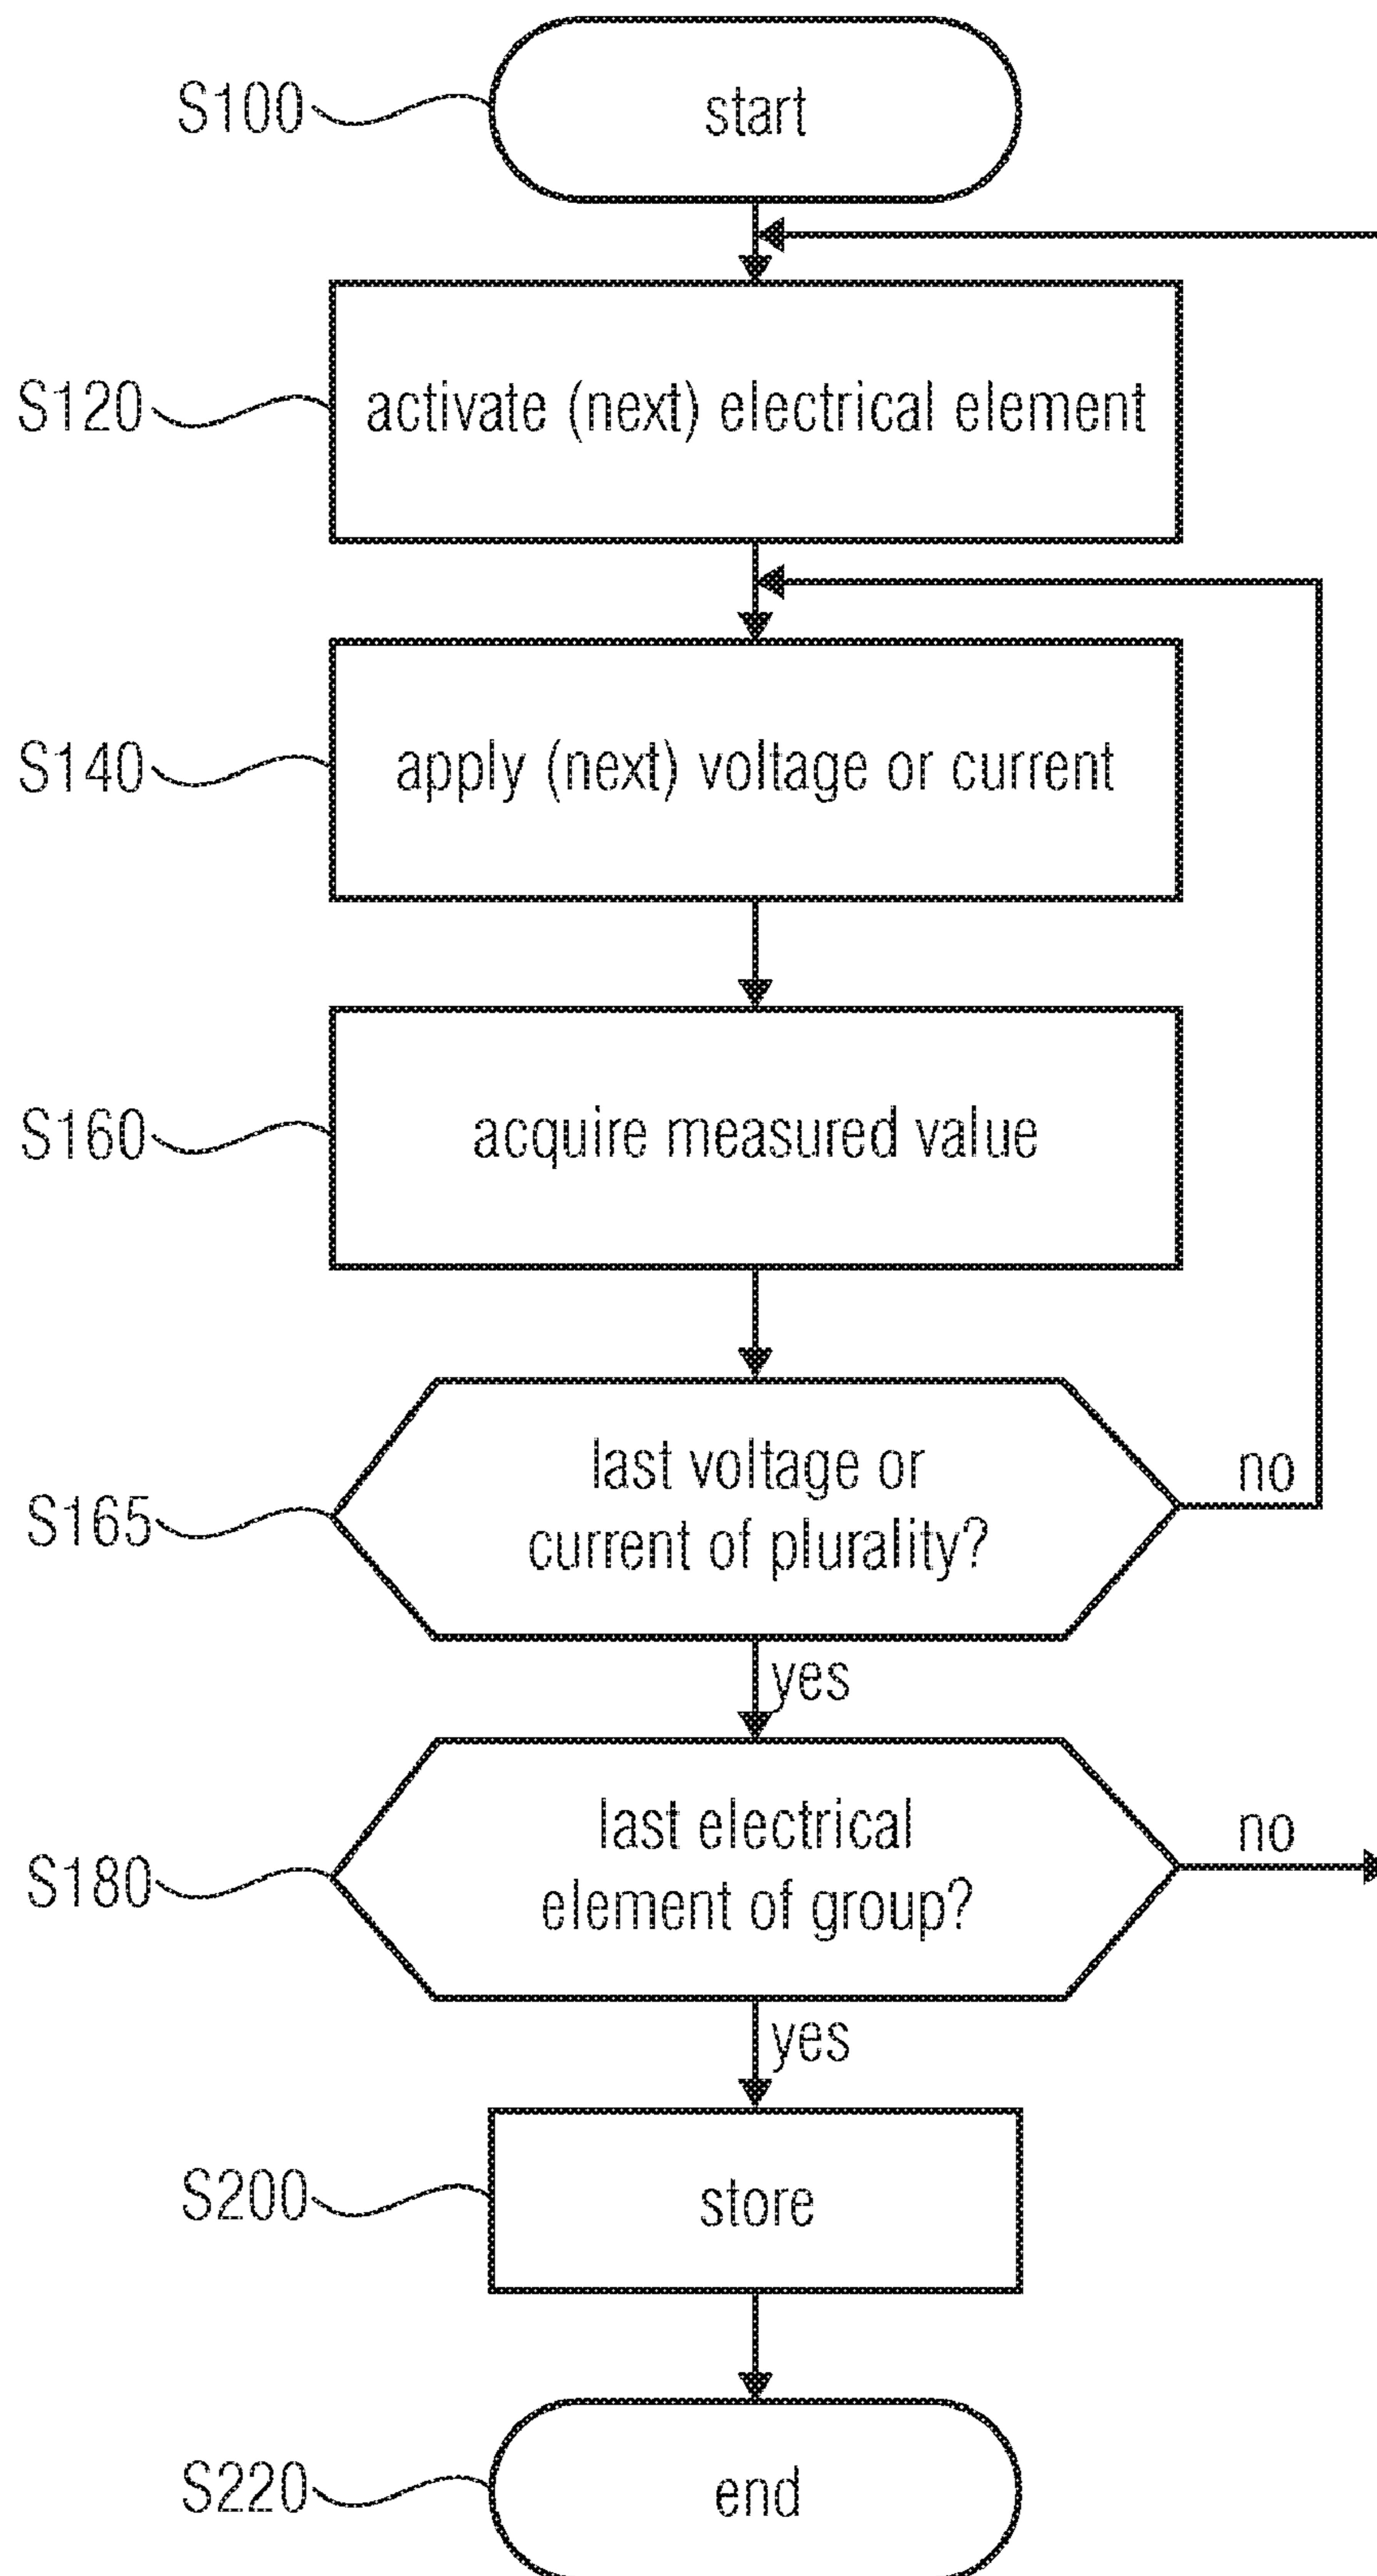 S100
start
S120
activate (next) electrical element
S140
apply (next) voltage or current
S160
acquire measured value
S165
last voltage or
current of plurality?
no
yes
S180
last electrical
element of group?
no
yes
S200
store
S220
end